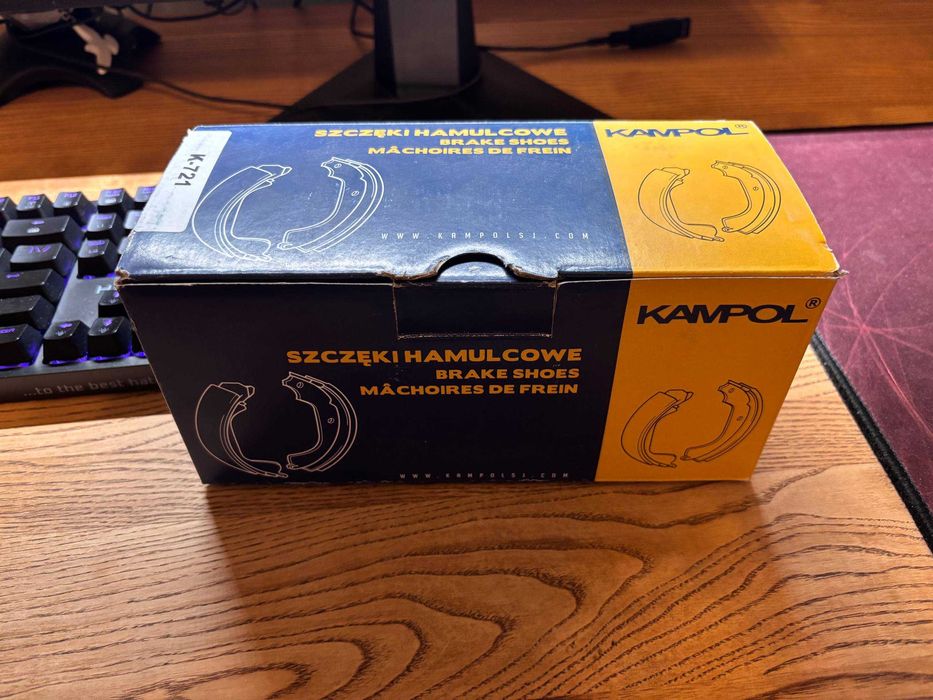 K-721
SZCZĘKI HAMULCOWE
BRAKE SHOES
MÂCHOIRES DE FREIN
WWW.KAMPOLSJ.COM
KAMPOL®
SZCZĘKI HAMULCOWE
BRAKE SHOES
MÂCHOIRES DE FREIN
WWW.KAMPOLSJ.COM
KAMPOL®
...to the best